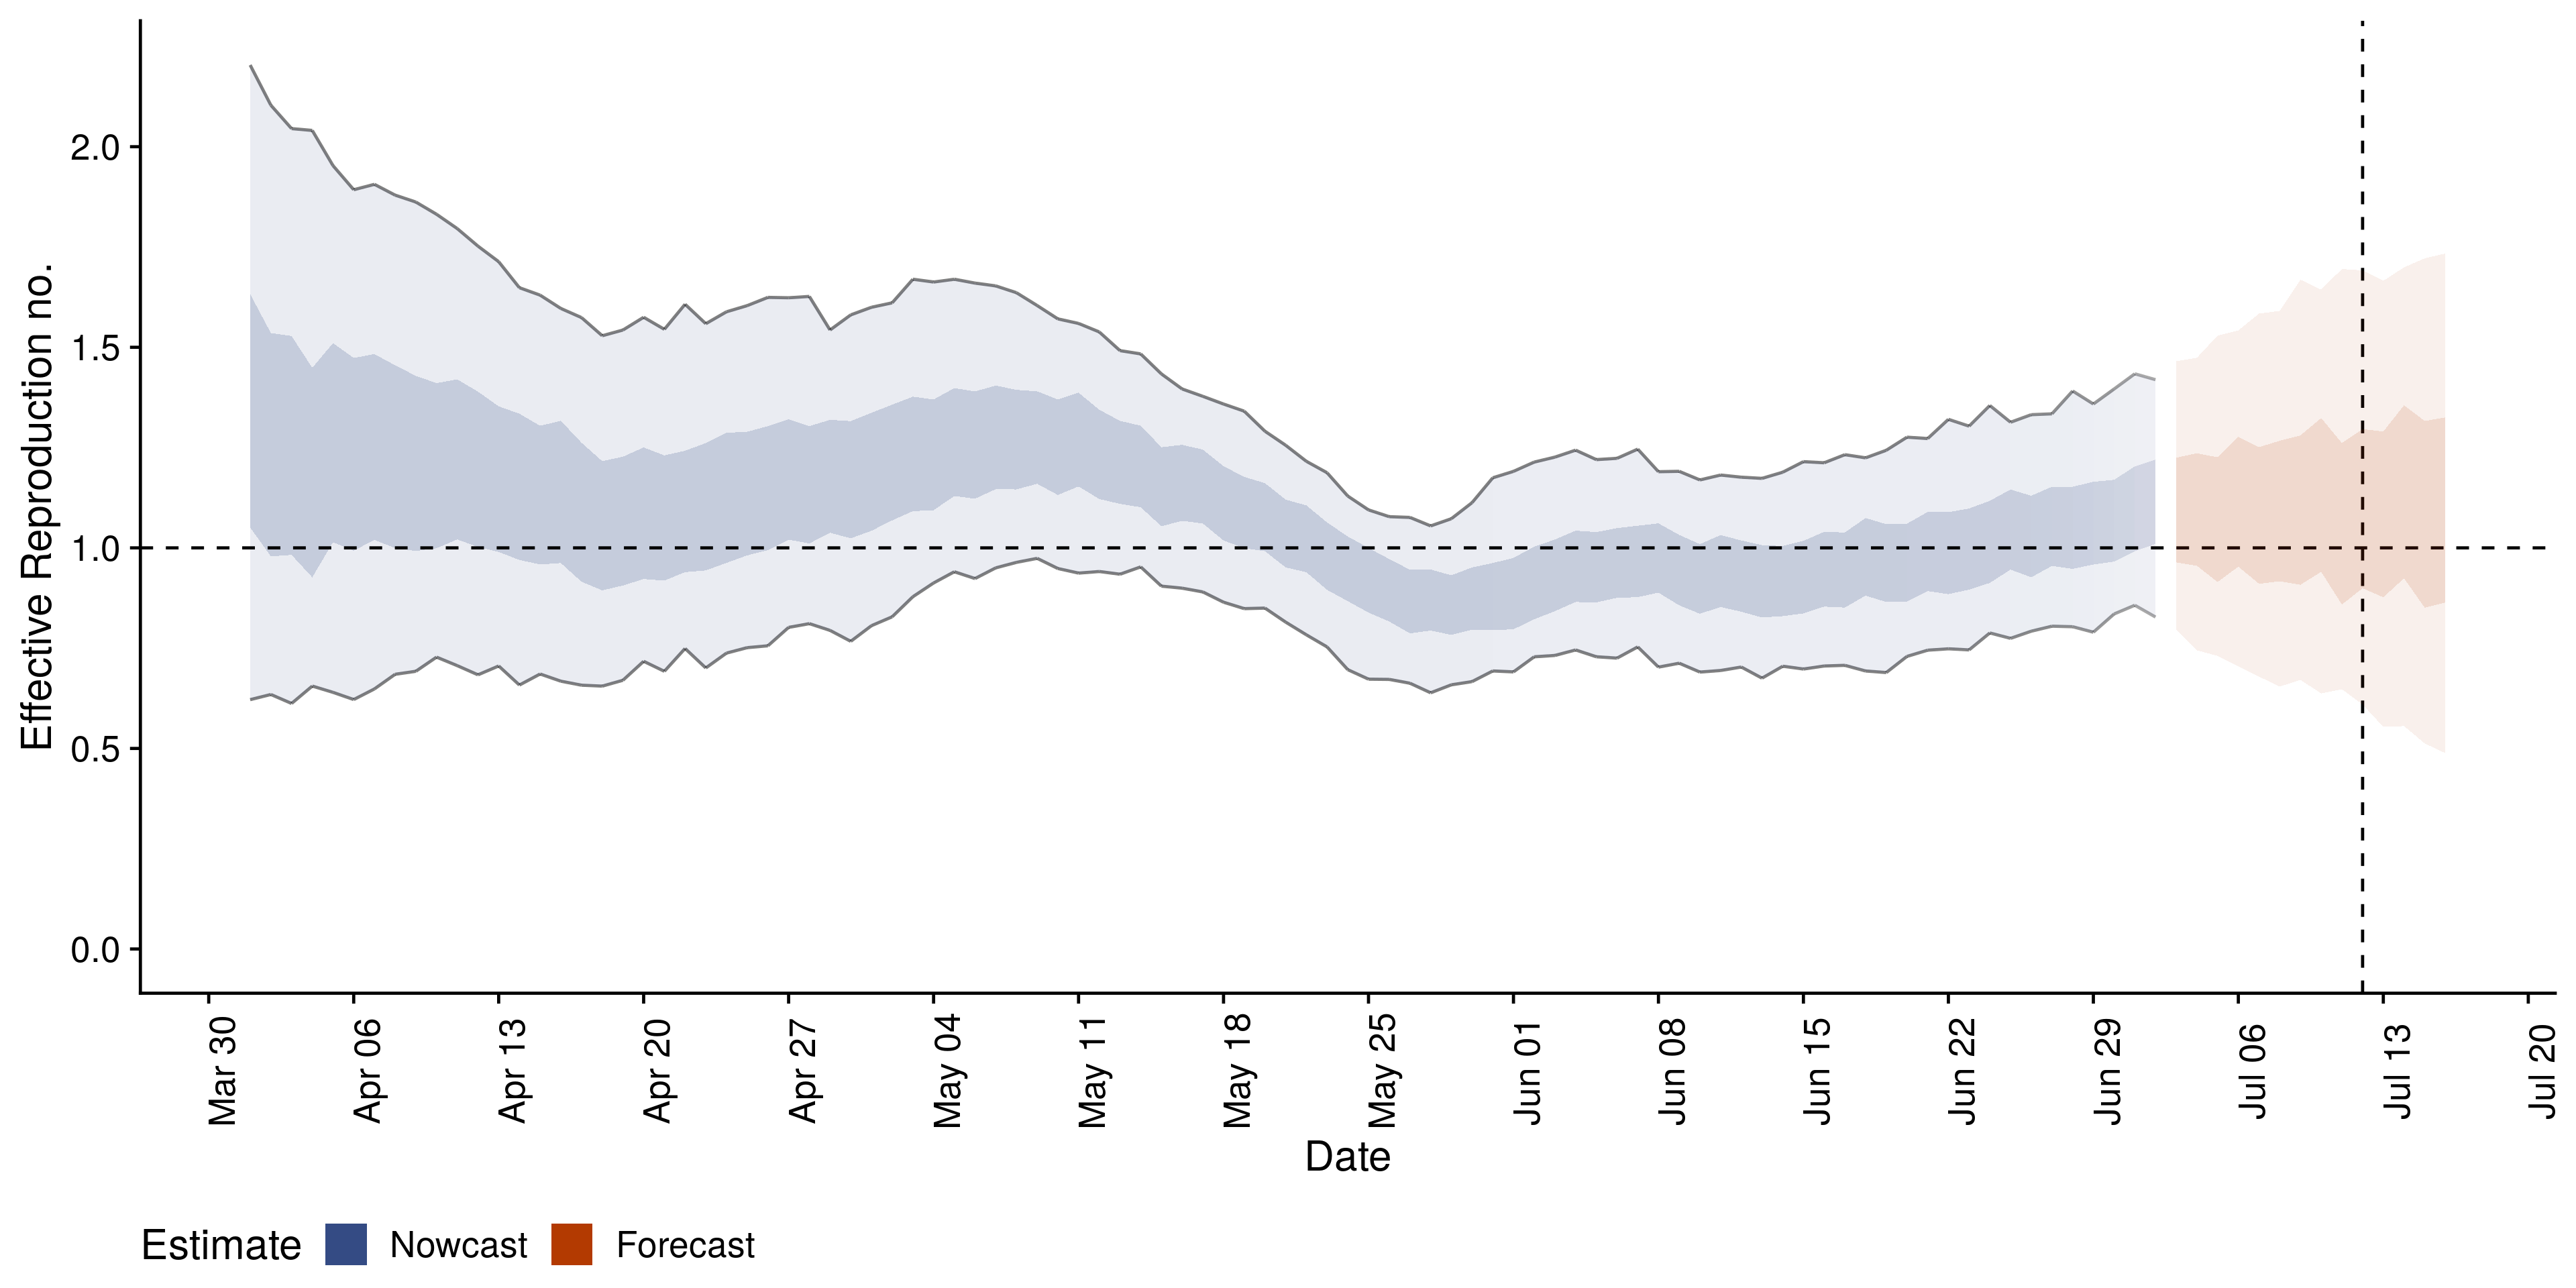 Effective Reproduction no.
2.0
1.5
1.0
0.5
0.0
Mar 30
Apr 06
Apr 13
Apr 20
Apr 27
May 04
May 11
May 18
May 25
Jun 01
Jun 08
Jun 15
Jun 22
Jun 29
Jul 06
Jul 13
Jul 20
Date
Estimate Nowcast Forecast